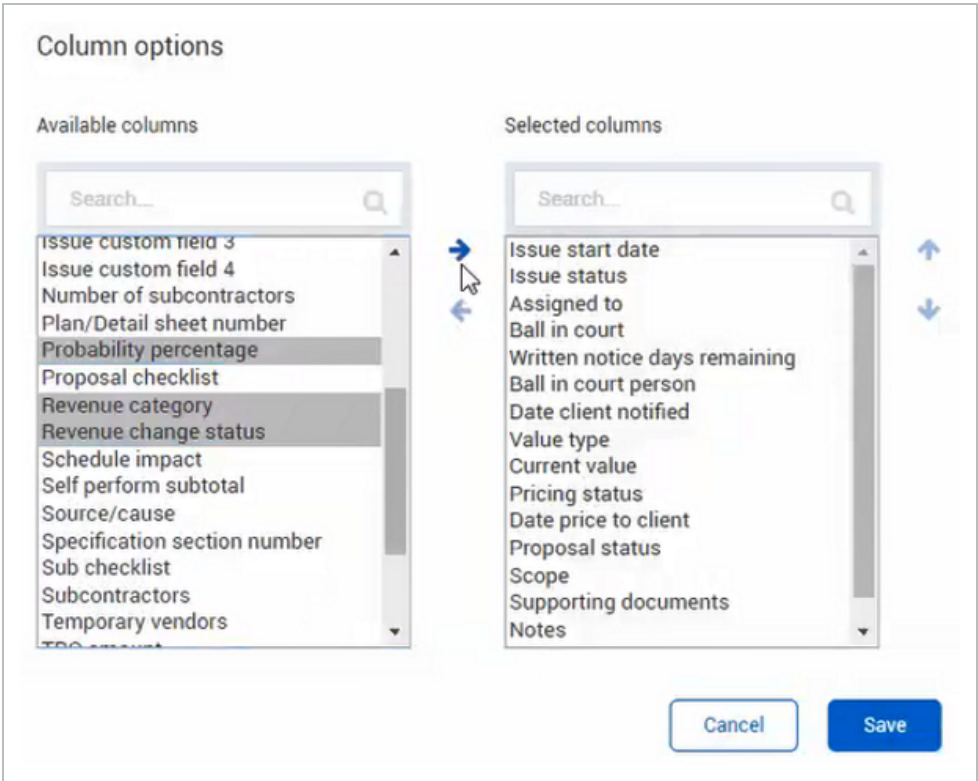 Column options
Available columns
Selected columns
Search...
Search...
Issue custom field 3
Issue custom field 4
Number of subcontractors
Plan/Detail sheet number
Probability percentage
Proposal checklist
Revenue category
Revenue change status
Schedule impact
Self perform subtotal
Source/cause
Specification section number
Sub checklist
Subcontractors
Temporary vendors
Issue start date
Issue status
Assigned to
Ball in court
Written notice days remaining
Ball in court person
Date client notified
Value type
Current value
Pricing status
Date price to client
Proposal status
Scope
Supporting documents
Notes
Cancel
Save